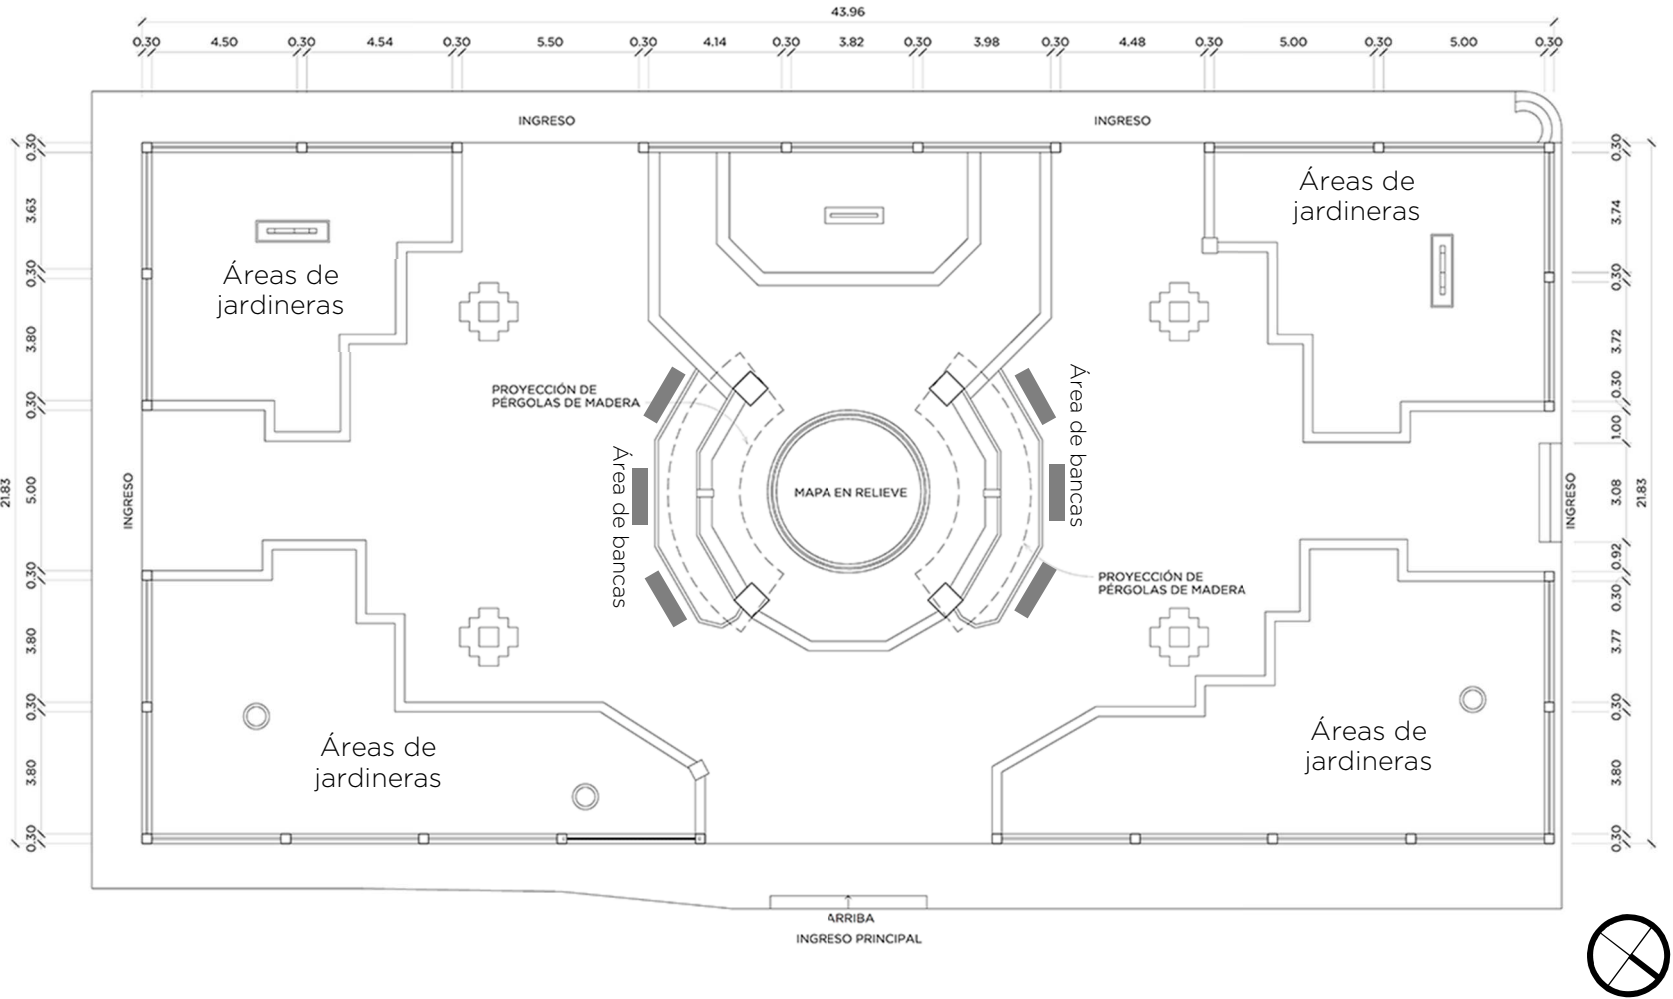 43.96
0.30 4.50 0.30 4.54 0.30 5.50 0.30 4.14 0.30 3.82 0.30 3.98 0.30 4.48 0.30 5.00 0.30 5.00 0.30
INGRESO
INGRESO
0.30
3.63
0.30
3.80
0.30
5.00
0.30
3.80
0.30
3.80
0.30
21.83
INGRESO
Áreas de
jardineras
Áreas de
jardineras
PROYECCIÓN DE
PÉRGOLAS DE MADERA
Área de bancas
MAPA EN RELIEVE
Área de bancas
PROYECCIÓN DE
PÉRGOLAS DE MADERA
Áreas de
jardineras
Áreas de
jardineras
INGRESO
0.30
3.74
0.30
3.72
0.30
1.00
3.08
0.92
0.30
3.77
0.30
3.80
0.30
21.83
ARRIBA
INGRESO PRINCIPAL